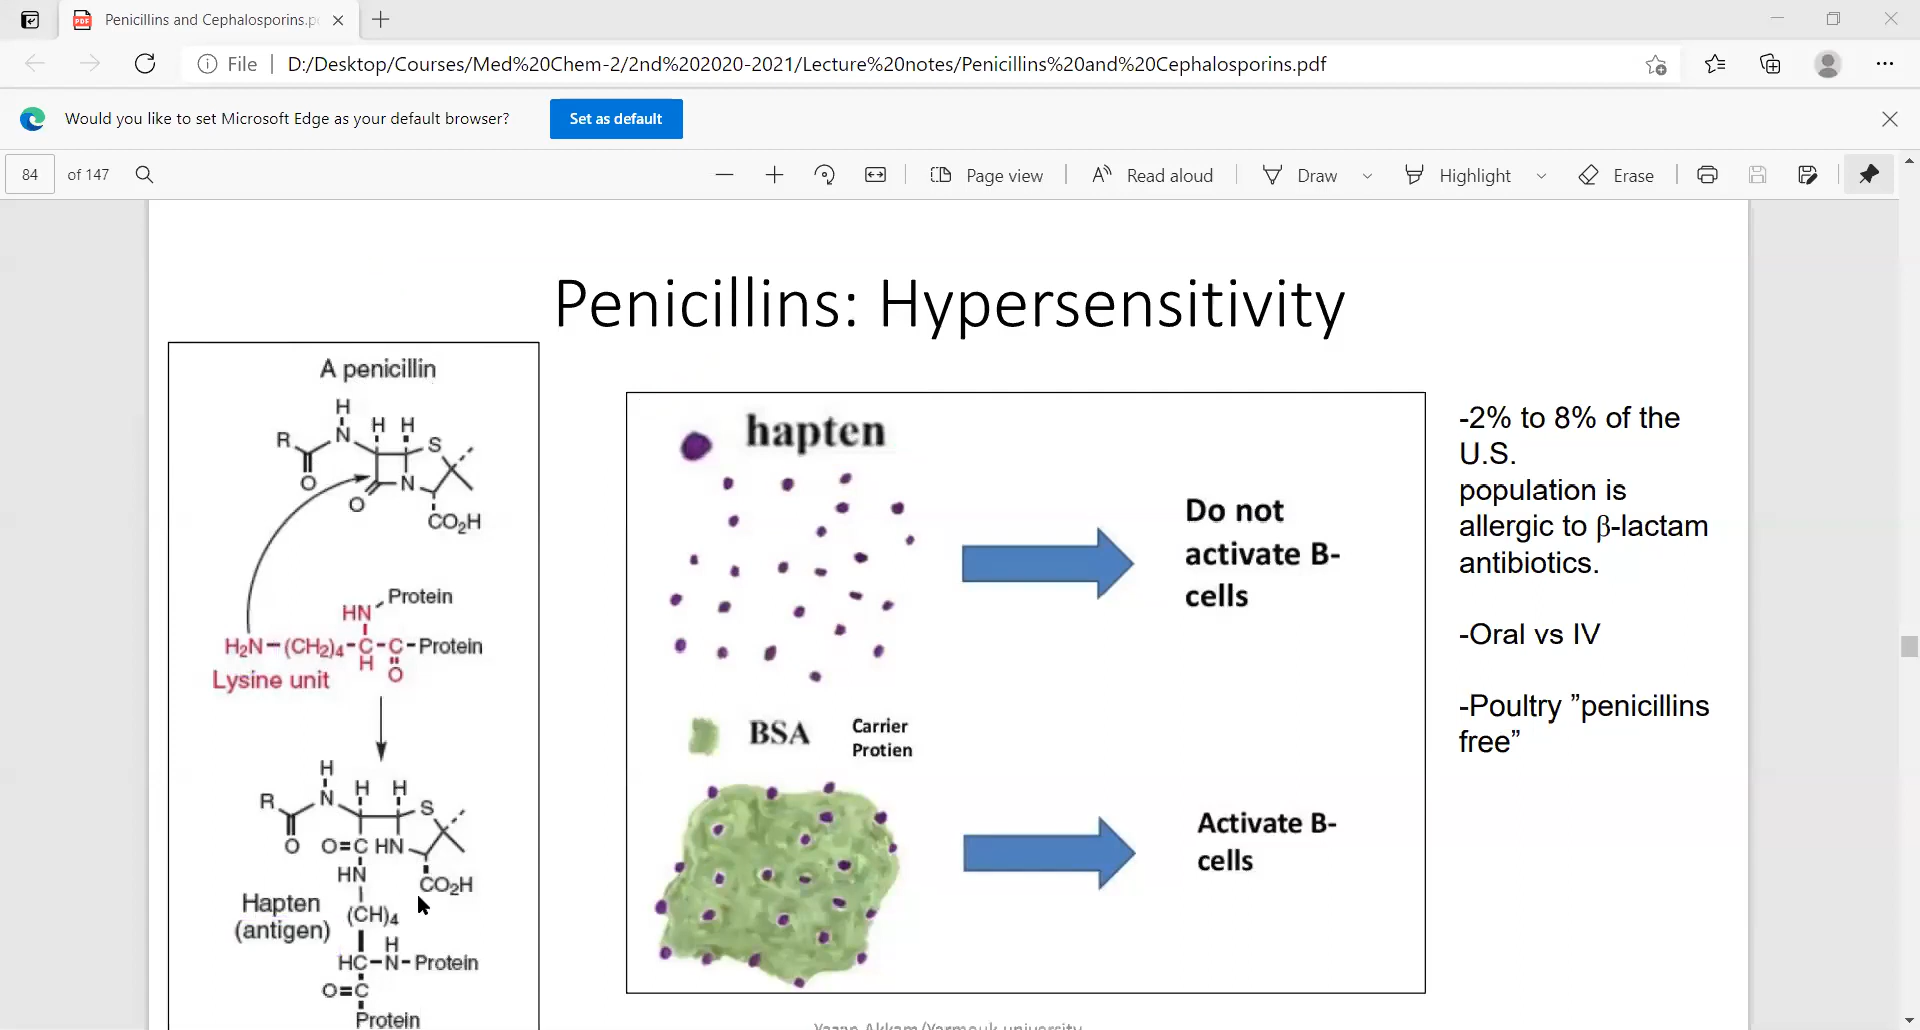 Penicillins and Cephalosporins.p
File
D:/Desktop/Courses/Med%20Chem-2/2nd%202020-2021/Lecture%20notes/Penicillins%20and%20Cephalosporins.pdf
Would you like to set Microsoft Edge as your default browser?
Set as default
84 of 147
Page view
Read aloud
Draw
Highlight
Erase
Penicillins: Hypersensitivity
A penicillin
H
N H H
R S
O
O N
CO₂H
Protein
HN
H₂N-(CH₂)₄-C-C-Protein
H O
Lysine unit
H
N H H
R S
O O=C HN
HN CO₂H
Hapten
(antigen)
(CH)₄
H
HC-N-Protein
O=C
Protein
hapten
Do not
activate B-
cells
BSA
Carrier
Protien
Activate B-
cells
-2% to 8% of the
U.S.
population is
allergic to β-lactam
antibiotics.
-Oral vs IV
-Poultry ”penicillins
free”
Yazan Akkam/Yarmouk university